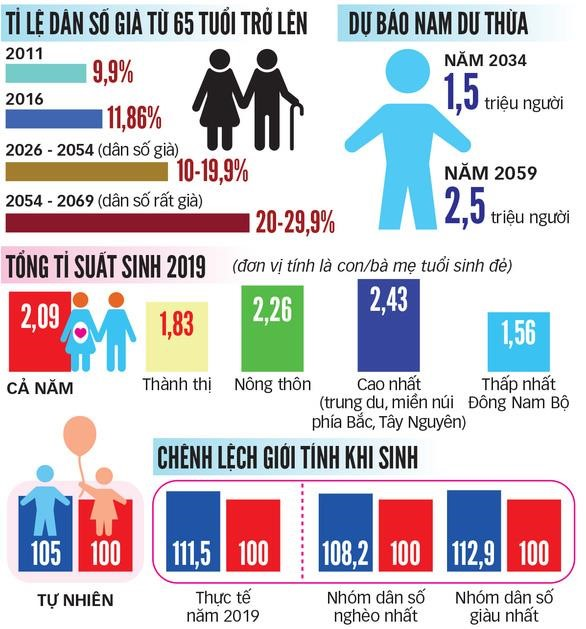 TỈ LỆ DÂN SỐ GIÀ TỪ 65 TUỔI TRỞ LÊN
2011
9,9%
2016
11,86%
2026 - 2054 (dân số già)
10-19,9%
2054 - 2069 (dân số rất già)
20-29,9%
DỰ BÁO NAM DƯ THỪA
NĂM 2034
1,5 triệu người
NĂM 2059
2,5 triệu người
TỔNG TỈ SUẤT SINH 2019 (đơn vị tính là con/bà mẹ tuổi sinh đẻ)
2,09
CẢ NĂM
1,83
Thành thị
2,26
Nông thôn
2,43
Cao nhất
(trung du, miền núi
phía Bắc, Tây Nguyên)
1,56
Thấp nhất
Đông Nam Bộ
CHÊNH LỆCH GIỚI TÍNH KHI SINH
105 100
TỰ NHIÊN
111,5 100
Thực tế
năm 2019
108,2 100
Nhóm dân số
nghèo nhất
112,9 100
Nhóm dân số
giàu nhất